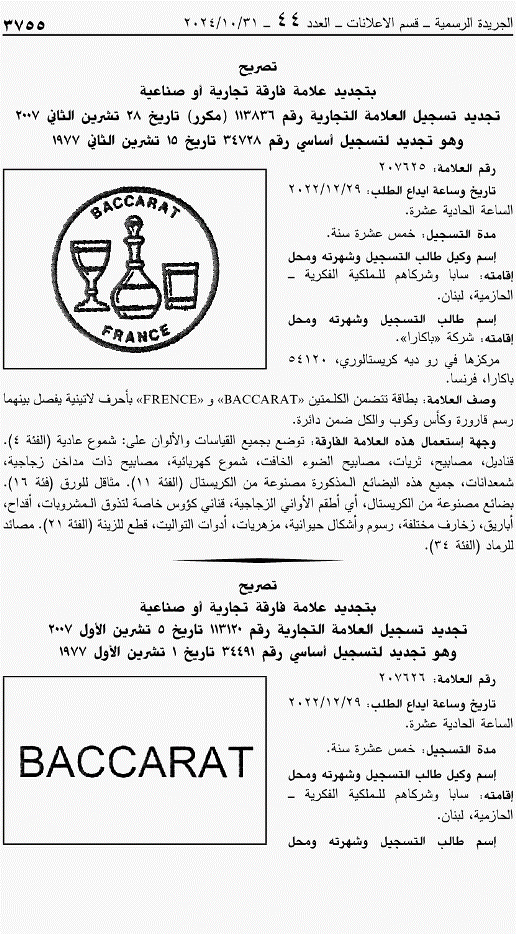 الجريدة الرسمية ــ قسم الاعلانات ــ العدد ٤٤ ــ ٢٠٢٤/١٠/٣١
٣٧٥٥
تصريح
بتجديد علامة فارقة تجارية أو صناعية
تجديد تسجيل العلامة التجارية رقم ١١٣٨٣٦ (مكرر) تاريخ ٢٨ تشرين الثاني ٢٠٠٧
وهو تجديد لتسجيل أساسي رقم ٣٤٧٢٨ تاريخ ١٥ تشرين الثاني ١٩٧٧
رقم العلامة: ٢٠٧٦٢٥
تاريخ وساعة ايداع الطلب: ٢٠٢٢/١٢/٢٩
الساعة الحادية عشرة.
مدة التسجيل: خمس عشرة سنة.
إسم وكيل طالب التسجيل وشهرته ومحل
إقامته: سابا وشركاهم للملكية الفكرية ــ
الحازمية، لبنان.
إسم طالب التسجيل وشهرته ومحل
إقامته: شركة «باكارا».
مركزها في رو ديه كريستالوري، ٥٤١٢٠
باكارا، فرنسا.
BACCARAT
FRANCE
وصف العلامة: بطاقة تتضمن الكلمتين «BACCARAT» و «FRENCE» بأحرف لاتينية يفصل بينهما
رسم قارورة وكأس وكوب والكل ضمن دائرة.
وجهة إستعمال هذه العلامة الفارقة: توضع بجميع القياسات والألوان على: شموع عادية (الفئة ٤).
قناديل، مصابيح، ثريات، مصابيح الضوء الخافت، شموع كهربائية، مصابيح ذات مداخن زجاجية،
شمعدانات، جميع هذه البضائع المذكورة مصنوعة من الكريستال (الفئة ١١). مثاقل للورق (فئة ١٦).
بضائع مصنوعة من الكريستال، أي أطقم الأواني الزجاجية، قناني كؤوس خاصة لتذوق المشروبات، أقداح،
أباريق، زخارف مختلفة، رسوم وأشكال حيوانية، مزهريات، أدوات التواليت، قطع للزينة (الفئة ٢١). مصائد
للرماد (الفئة ٣٤).
تصريح
بتجديد علامة فارقة تجارية أو صناعية
تجديد تسجيل العلامة التجارية رقم ١١٣١٢٠ تاريخ ٥ تشرين الأول ٢٠٠٧
وهو تجديد لتسجيل أساسي رقم ٣٤٤٩١ تاريخ ١ تشرين الأول ١٩٧٧
رقم العلامة: ٢٠٧٦٢٦
تاريخ وساعة ايداع الطلب: ٢٠٢٢/١٢/٢٩
الساعة الحادية عشرة.
مدة التسجيل: خمس عشرة سنة.
إسم وكيل طالب التسجيل وشهرته ومحل
إقامته: سابا وشركاهم للملكية الفكرية ــ
الحازمية، لبنان.
إسم طالب التسجيل وشهرته ومحل
BACCARAT